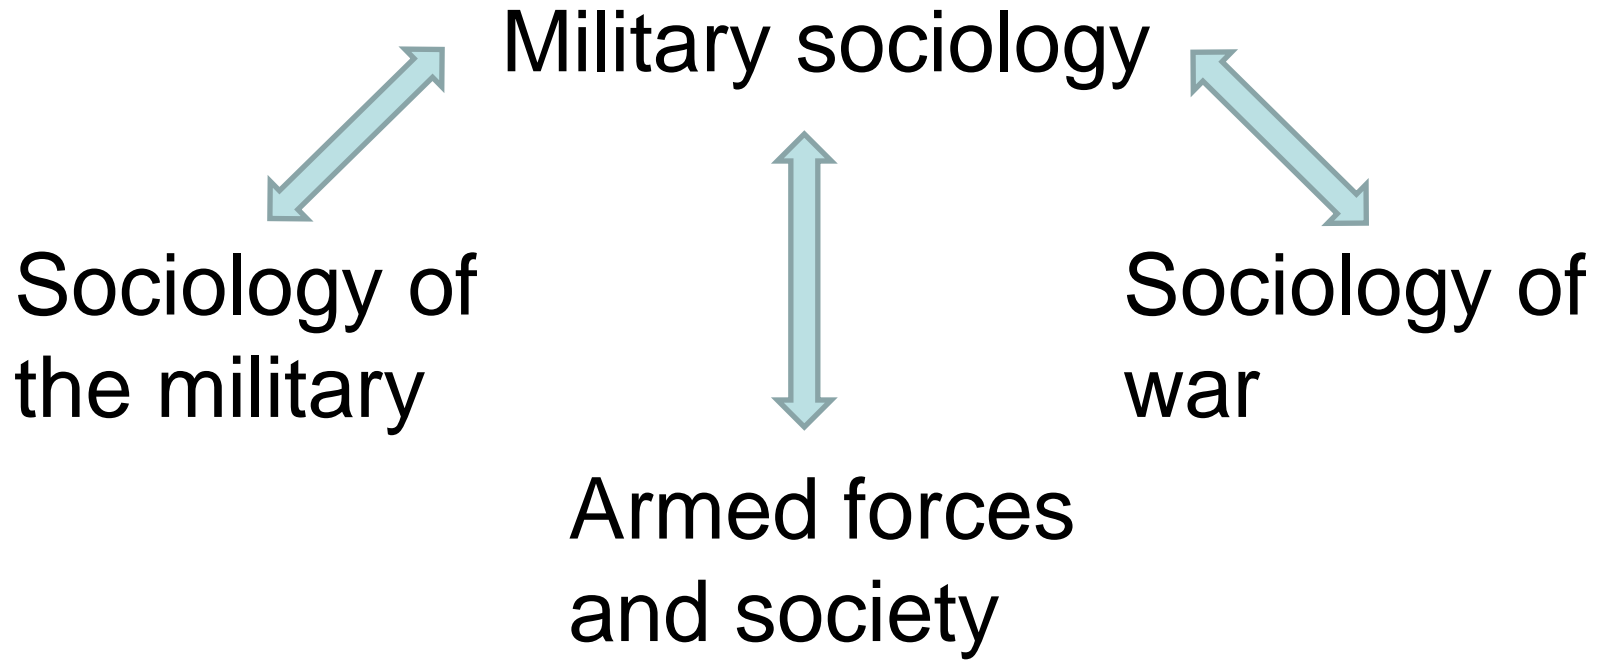 Military sociology
Sociology of
the military
Sociology of
war
Armed forces
and society